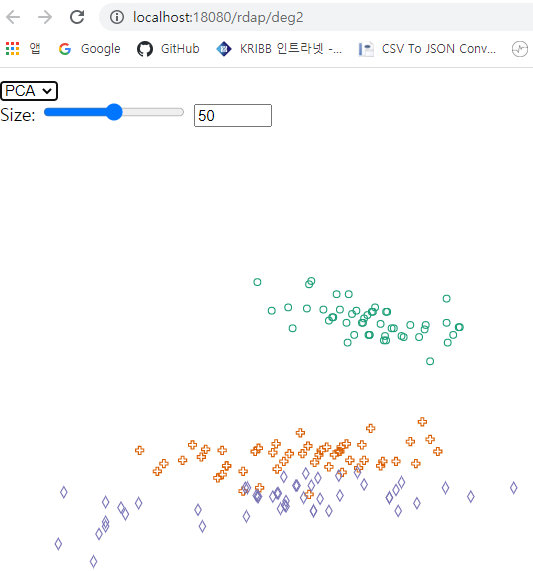 localhost:18080/rdap/deg2
앱 Google GitHub KRIBB 인트라넷 -... CSV To JSON Conv...
PCA
Size: 50